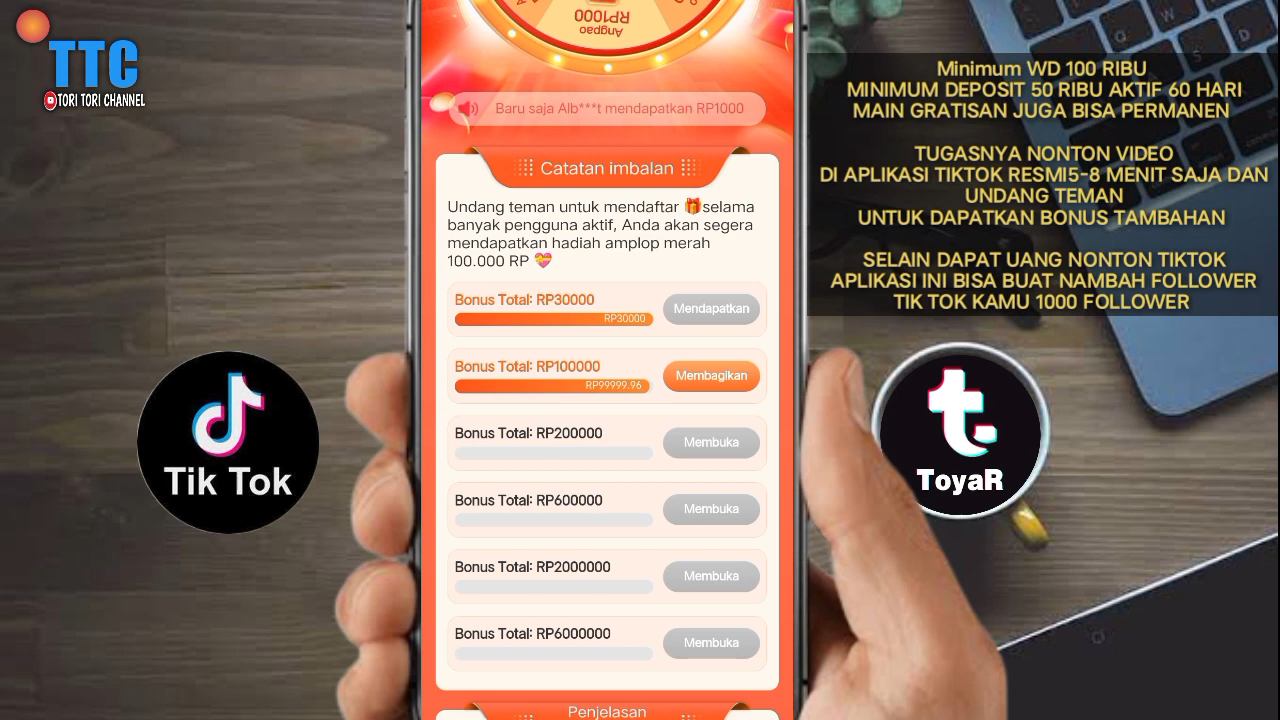 TTC
TORI TORI CHANNEL
RP1000
Angpao
Baru saja Alb***t mendapatkan RP1000
Catatan imbalan
Undang teman untuk mendaftar 🎁selama
banyak pengguna aktif, Anda akan segera
mendapatkan hadiah amplop merah
100.000 RP 💝
Bonus Total: RP30000
RP30000
Mendapatkan
Bonus Total: RP100000
RP99999.96
Membagikan
Bonus Total: RP200000
Membuka
Bonus Total: RP600000
Membuka
Bonus Total: RP2000000
Membuka
Bonus Total: RP6000000
Membuka
Penjelasan
Minimum WD 100 RIBU
MINIMUM DEPOSIT 50 RIBU AKTIF 60 HARI
MAIN GRATISAN JUGA BISA PERMANEN
TUGASNYA NONTON VIDEO
DI APLIKASI TIKTOK RESMI5-8 MENIT SAJA DAN
UNDANG TEMAN
UNTUK DAPATKAN BONUS TAMBAHAN
SELAIN DAPAT UANG NONTON TIKTOK
APLIKASI INI BISA BUAT NAMBAH FOLLOWER
TIK TOK KAMU 1000 FOLLOWER
Tik Tok
t
ToyaR